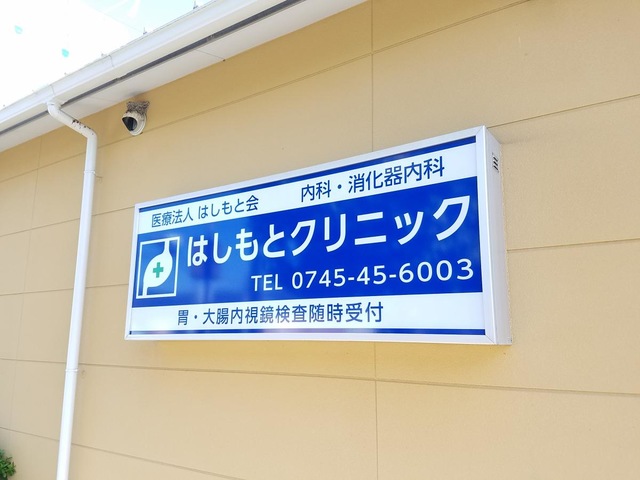 医療法人 はしもと会 内科・消化器内科
はしもとクリニック
TEL 0745-45-6003
胃・大腸内視鏡検査随時受付